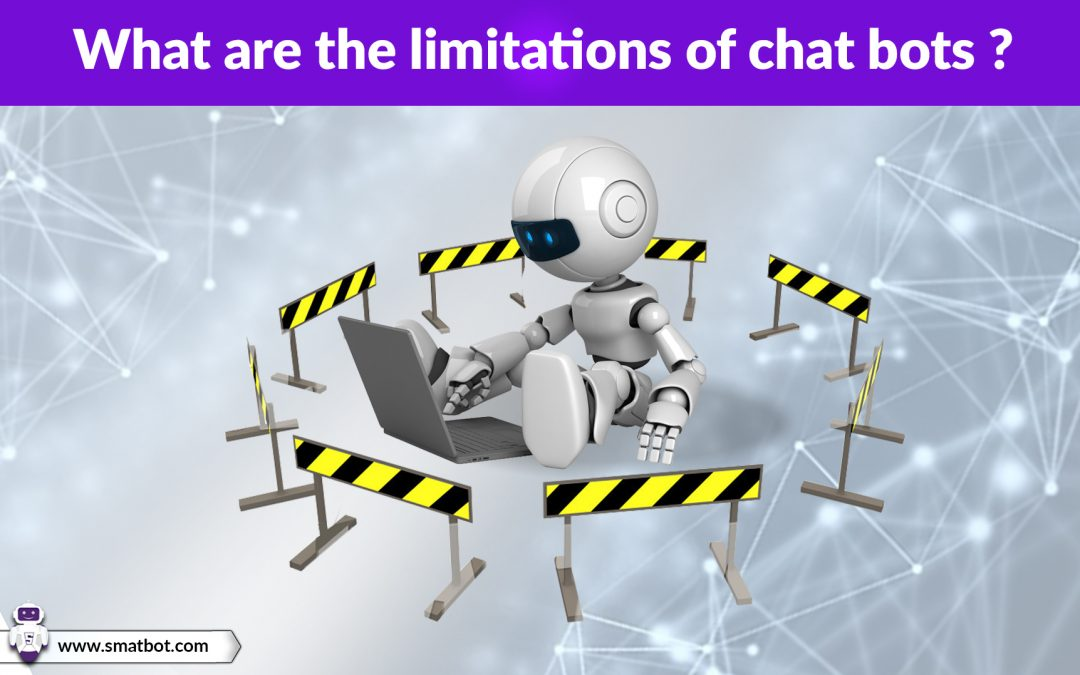 What are the limitations of chat bots ?
www.smatbot.com